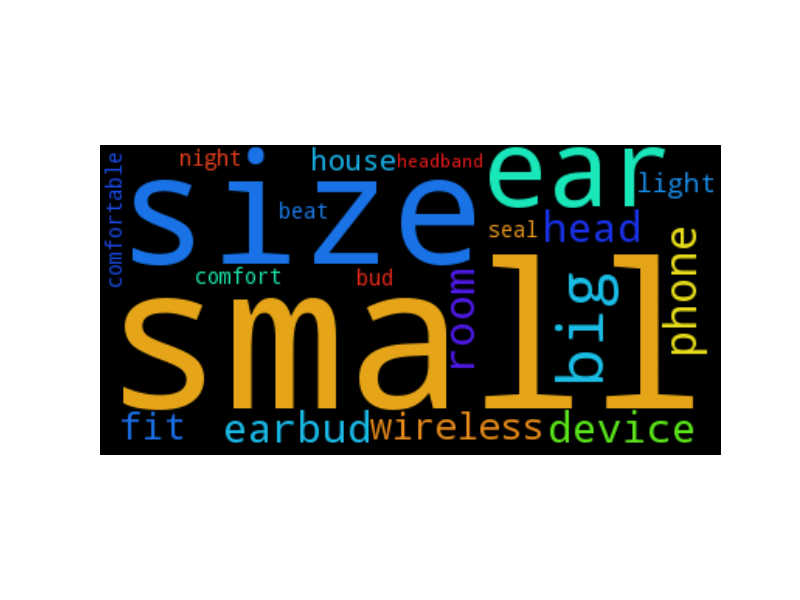 comfortable
night
house
headband
ear
light
size
beat
seal
head
comfort
bud
room
small
big
phone
fit
earbud
wireless
device